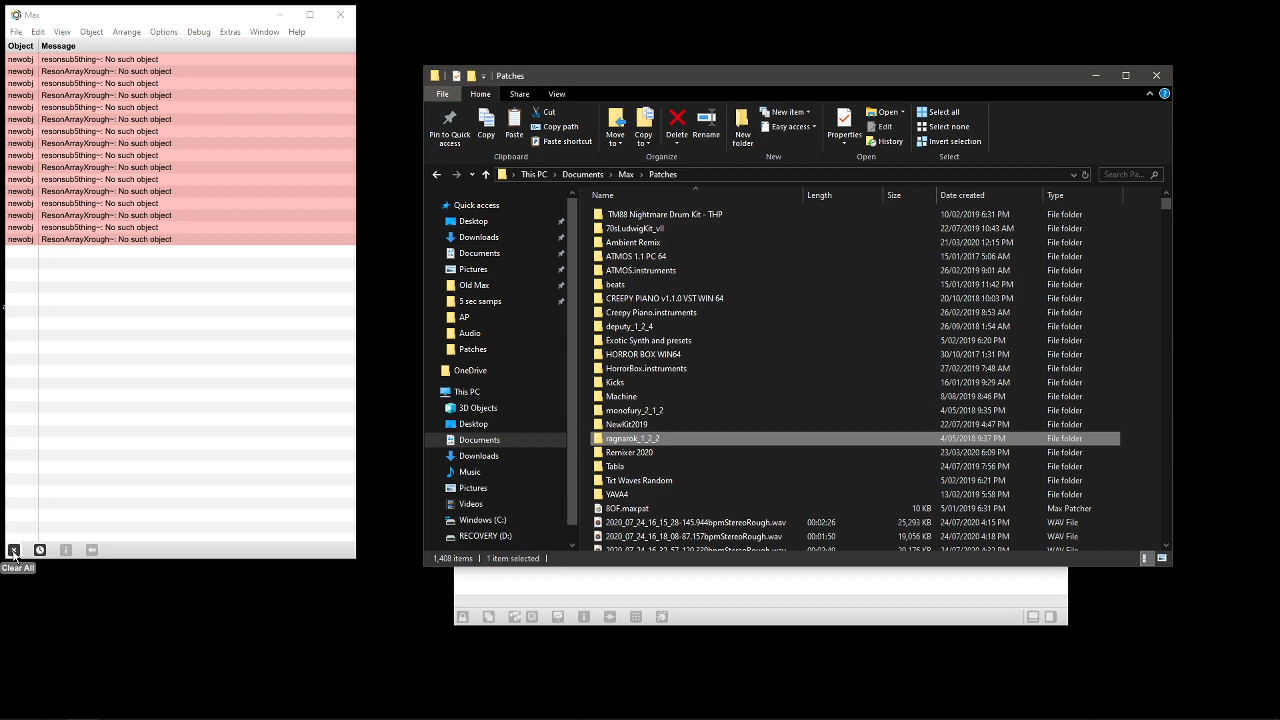 Max
File Edit View Object Arrange Options Debug Extras Window Help
Object Message
newobj resonsub5thing~: No such object
newobj ResonArrayXrough~: No such object
newobj resonsub5thing~: No such object
newobj ResonArrayXrough~: No such object
newobj resonsub5thing~: No such object
newobj ResonArrayXrough~: No such object
newobj resonsub5thing~: No such object
newobj ResonArrayXrough~: No such object
newobj resonsub5thing~: No such object
newobj ResonArrayXrough~: No such object
newobj resonsub5thing~: No such object
newobj ResonArrayXrough~: No such object
newobj resonsub5thing~: No such object
newobj ResonArrayXrough~: No such object
newobj resonsub5thing~: No such object
newobj ResonArrayXrough~: No such object
Clear All
Patches
File Home Share View
Pin to Quick access
Copy
Paste
Cut
Copy path
Paste shortcut
Clipboard
Move to
Copy to
Delete
Rename
Organize
New folder
New item
Easy access
New
Properties
Open
Edit
History
Open
Select all
Select none
Invert selection
Select
This PC > Documents > Max > Patches
Search Pa...
Quick access
Desktop
Downloads
Documents
Pictures
Old Max
5 sec samps
AP
Audio
Patches
OneDrive
This PC
3D Objects
Desktop
Documents
Downloads
Music
Pictures
Videos
Windows (C:)
RECOVERY (D:)
Name Length Size Date created Type
TM88 Nightmare Drum Kit - THP 10/02/2019 6:31 PM File folder
70sLudwigKit_vll 22/07/2019 10:43 AM File folder
Ambient Remix 21/03/2020 12:15 PM File folder
ATMOS 1.1 PC 64 15/01/2017 5:06 AM File folder
ATMOS.instruments 26/02/2019 9:01 AM File folder
beats 15/01/2019 11:42 PM File folder
CREEPY PIANO v1.1.0 VST WIN 64 20/10/2018 10:03 PM File folder
Creepy Piano.instruments 26/02/2019 8:53 AM File folder
deputy_1_2_4 26/09/2018 1:54 AM File folder
Exotic Synth and presets 5/02/2019 6:20 PM File folder
HORROR BOX WIN64 30/10/2017 1:31 PM File folder
HorrorBox.instruments 27/02/2019 7:48 AM File folder
Kicks 16/01/2019 9:29 AM File folder
Machine 8/08/2019 8:46 PM File folder
monofury_2_1_2 4/05/2018 9:35 PM File folder
NewKit2019 22/07/2019 4:47 PM File folder
ragnarok_1_2_2 4/05/2018 9:37 PM File folder
Remixer 2020 23/03/2020 6:09 PM File folder
Tabla 24/07/2019 7:56 PM File folder
Txt Waves Random 5/02/2019 6:21 PM File folder
YAVA4 13/02/2019 5:58 PM File folder
8OF.maxpat 10 KB 5/01/2019 6:31 PM Max Patcher
2020_07_24_16_15_28-145.944bpmStereoRough.wav 00:02:26 25,293 KB 24/07/2020 4:15 PM WAV File
2020_07_24_16_18_08-87.157bpmStereoRough.wav 00:01:50 19,056 KB 24/07/2020 4:18 PM WAV File
1,408 items 1 item selected